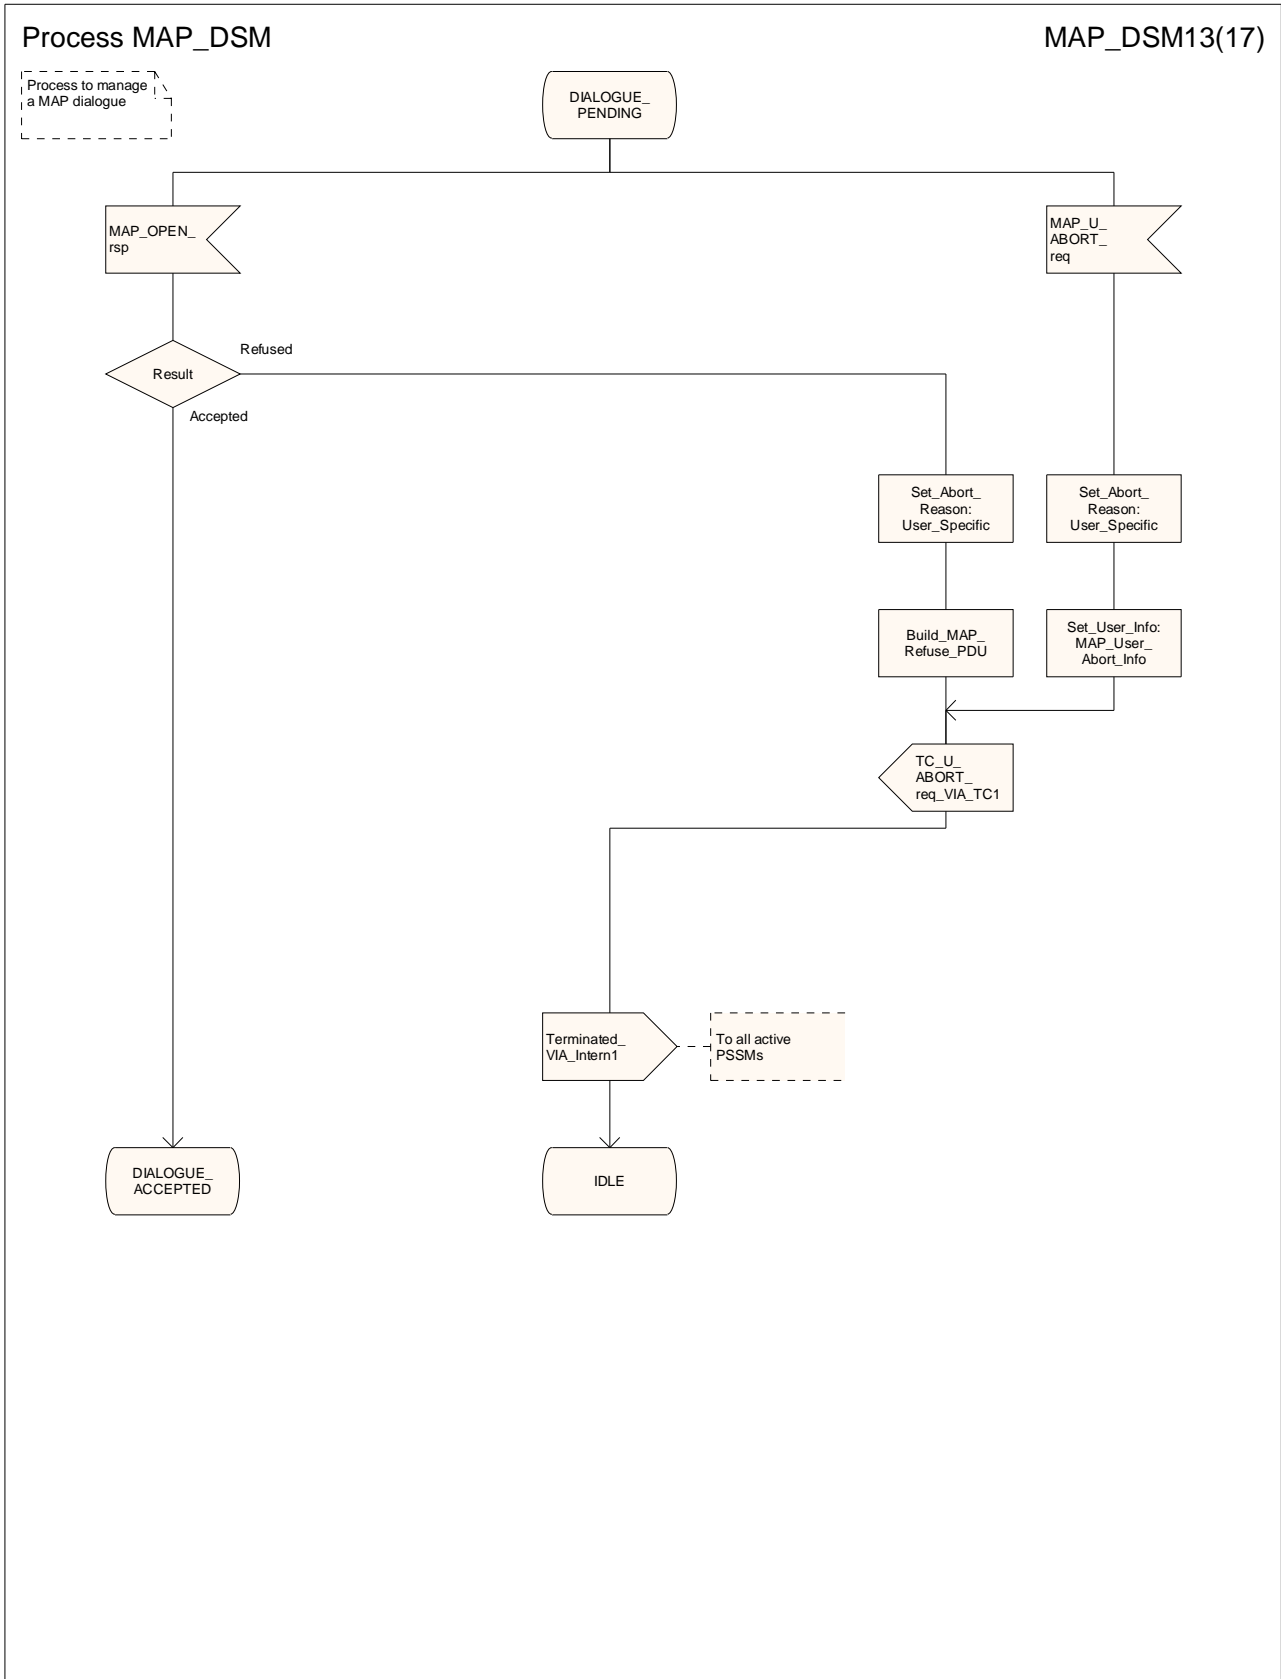 Process MAP_DSM
MAP_DSM13(17)
Process to manage
a MAP dialogue
DIALOGUE_
PENDING
MAP_OPEN_
rsp
MAP_U_
ABORT_
req
Result
Refused
Accepted
Set_Abort_
Reason:
User_Specific
Set_Abort_
Reason:
User_Specific
Build_MAP_
Refuse_PDU
Set_User_Info:
MAP_User_
Abort_Info
TC_U_
ABORT_
req_VIA_TC1
Terminated_
VIA_Intern1
To all active
PSSMs
DIALOGUE_
ACCEPTED
IDLE